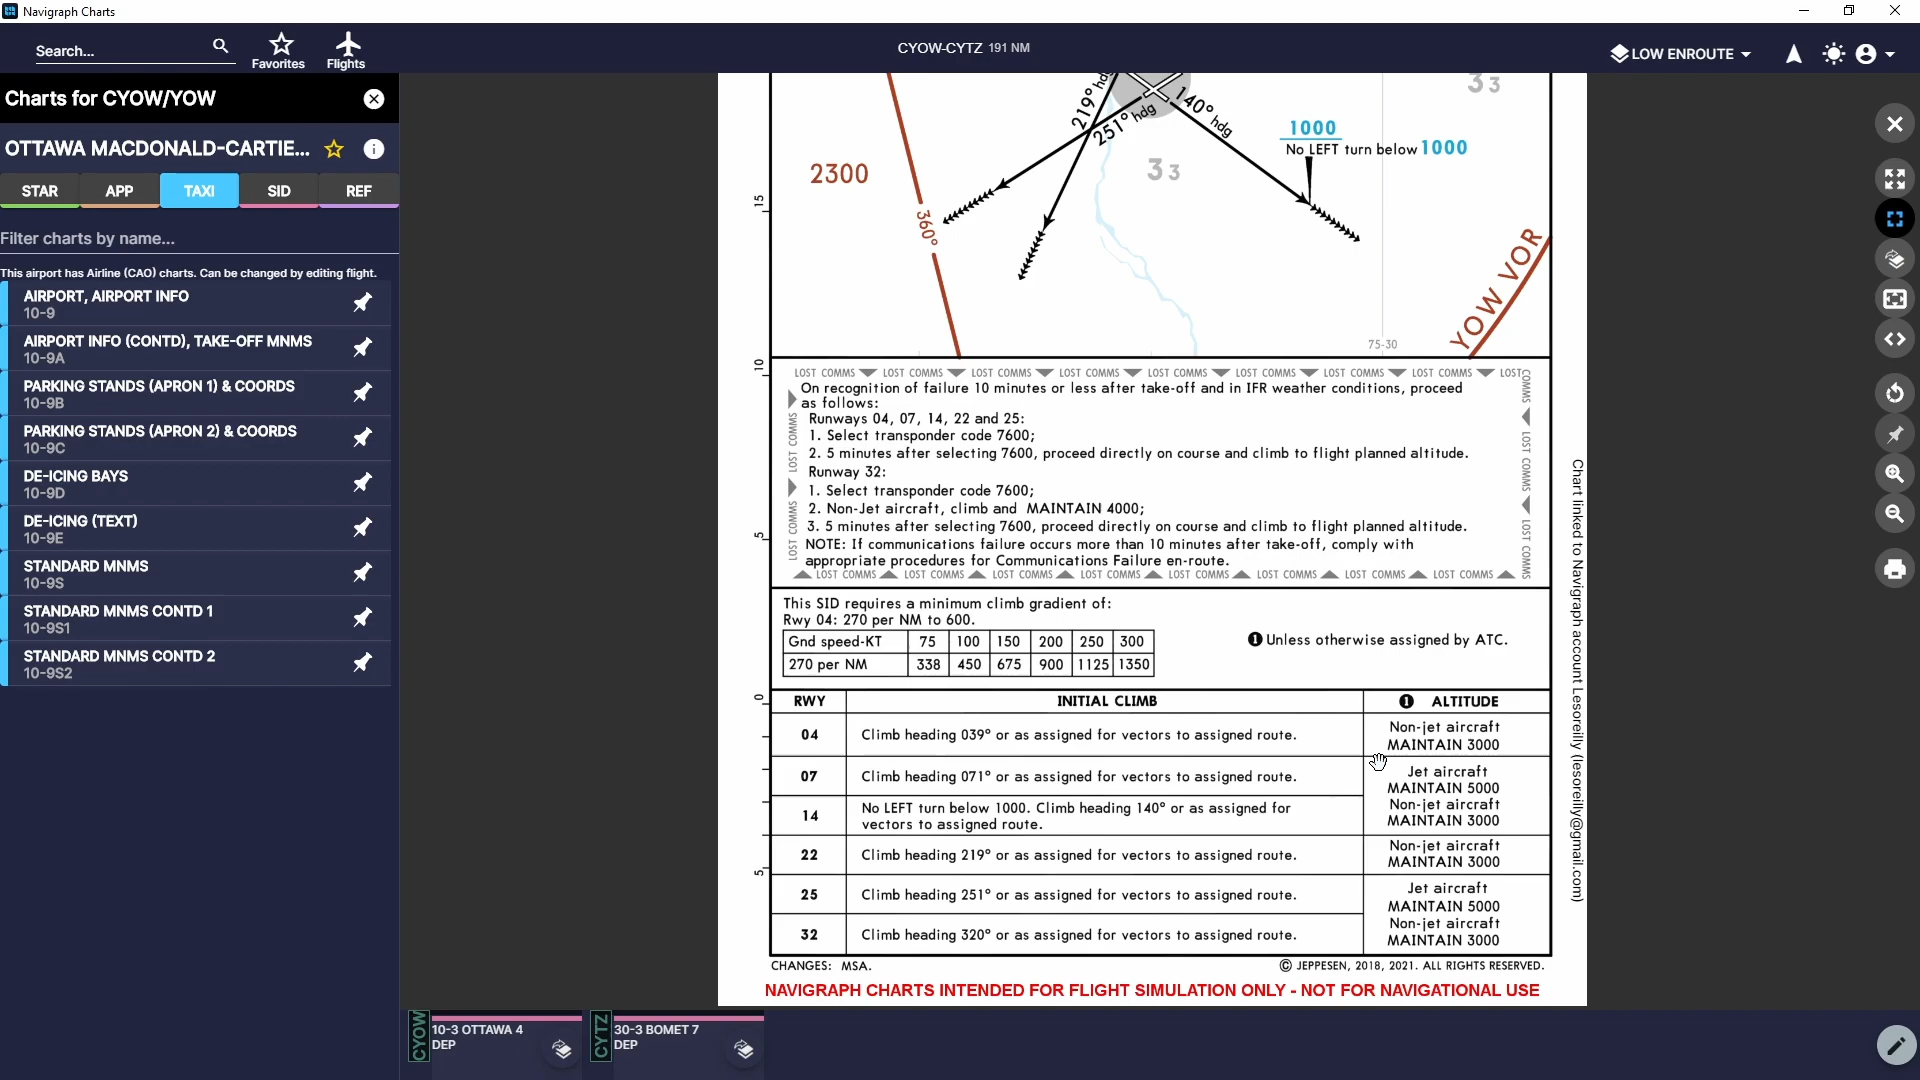 Navigraph Charts
Search...
Favorites
Flights
CYOW-CYTZ 191 NM
LOW ENROUTE
Charts for CYOW/YOW
OTTAWA MACDONALD-CARTIE...
STAR
APP
TAXI
SID
REF
Filter charts by name...
This airport has Airline (CAO) charts. Can be changed by editing flight.
AIRPORT, AIRPORT INFO
10-9
AIRPORT INFO (CONTD), TAKE-OFF MNMS
10-9A
PARKING STANDS (APRON 1) & COORDS
10-9B
PARKING STANDS (APRON 2) & COORDS
10-9C
DE-ICING BAYS
10-9D
DE-ICING (TEXT)
10-9E
STANDARD MNMS
10-9S
STANDARD MNMS CONTD 1
10-9S1
STANDARD MNMS CONTD 2
10-9S2
219° hdg
251° hdg
140° hdg
33
1000
No LEFT turn below 1000
2300
33
360°
YOW VOR
75-30
15
10
5
0
5
LOST COMMS LOST COMMS LOST COMMS LOST COMMS LOST COMMS LOST COMMS LOST COMMS LOST COMMS LOST
COMMS
LOST COMMS
LOST COMMS
LOST COMMS
LOST COMMS
On recognition of failure 10 minutes or less after take-off and in IFR weather conditions, proceed
as follows:
Runways 04, 07, 14, 22 and 25:
1. Select transponder code 7600;
2. 5 minutes after selecting 7600, proceed directly on course and climb to flight planned altitude.
Runway 32:
1. Select transponder code 7600;
2. Non-Jet aircraft, climb and MAINTAIN 4000;
3. 5 minutes after selecting 7600, proceed directly on course and climb to flight planned altitude.
NOTE: If communications failure occurs more than 10 minutes after take-off, comply with
appropriate procedures for Communications Failure en-route.
LOST COMMS LOST COMMS LOST COMMS LOST COMMS LOST COMMS LOST COMMS LOST COMMS LOST COMMS
This SID requires a minimum climb gradient of:
Rwy 04: 270 per NM to 600.
Gnd speed-KT 75 100 150 200 250 300
270 per NM 338 450 675 900 1125 1350
1 Unless otherwise assigned by ATC.
RWY INITIAL CLIMB 1 ALTITUDE
04 Climb heading 039° or as assigned for vectors to assigned route.
Non-jet aircraft
MAINTAIN 3000
07 Climb heading 071° or as assigned for vectors to assigned route.
Jet aircraft
MAINTAIN 5000
Non-jet aircraft
MAINTAIN 3000
14 No LEFT turn below 1000. Climb heading 140° or as assigned for
vectors to assigned route.
22 Climb heading 219° or as assigned for vectors to assigned route.
Non-jet aircraft
MAINTAIN 3000
25 Climb heading 251° or as assigned for vectors to assigned route.
Jet aircraft
MAINTAIN 5000
Non-jet aircraft
MAINTAIN 3000
32 Climb heading 320° or as assigned for vectors to assigned route.
CHANGES: MSA.
© JEPPESEN, 2018, 2021. ALL RIGHTS RESERVED.
NAVIGRAPH CHARTS INTENDED FOR FLIGHT SIMULATION ONLY - NOT FOR NAVIGATIONAL USE
Chart linked to Navigraph account Lesoreilly (lesoreilly@gmail.com)
CYOW
10-3 OTTAWA 4
DEP
CYTZ
30-3 BOMET 7
DEP